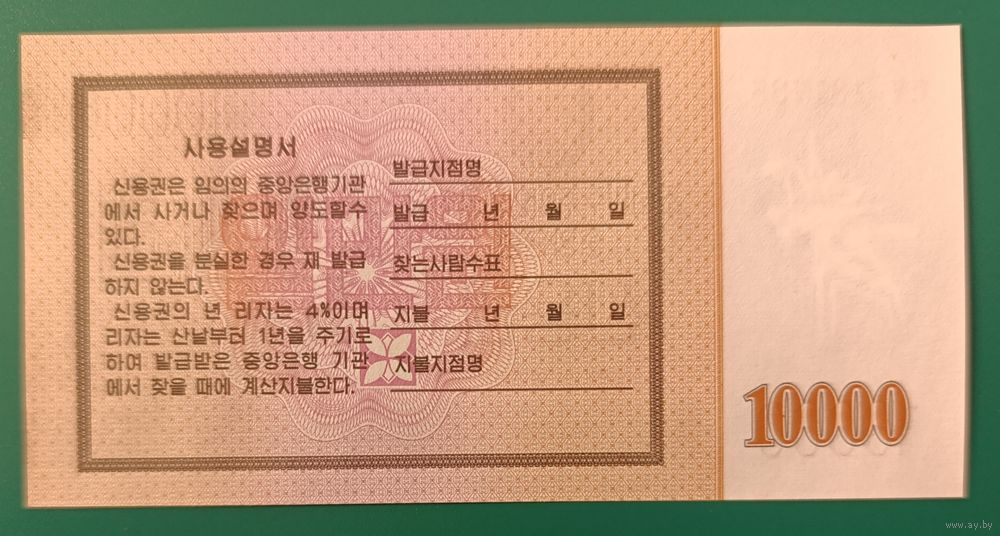 사용설명서
신용권은 임의의 중앙은행기관
에서 사거나 찾으며 양도할수
있다.
신용권을 분실한 경우 재 발급
하지 않는다.
신용권의 년 리자는 4%이며
리자는 산날부터 1년을 주기로
하여 발급받은 중앙은행 기관
에서 찾을 때에 계산지불한다.
발급지점명
발급 년 월 일
찾는사람수표
지불 년 월 일
지불지점명
10000
www.ay.by